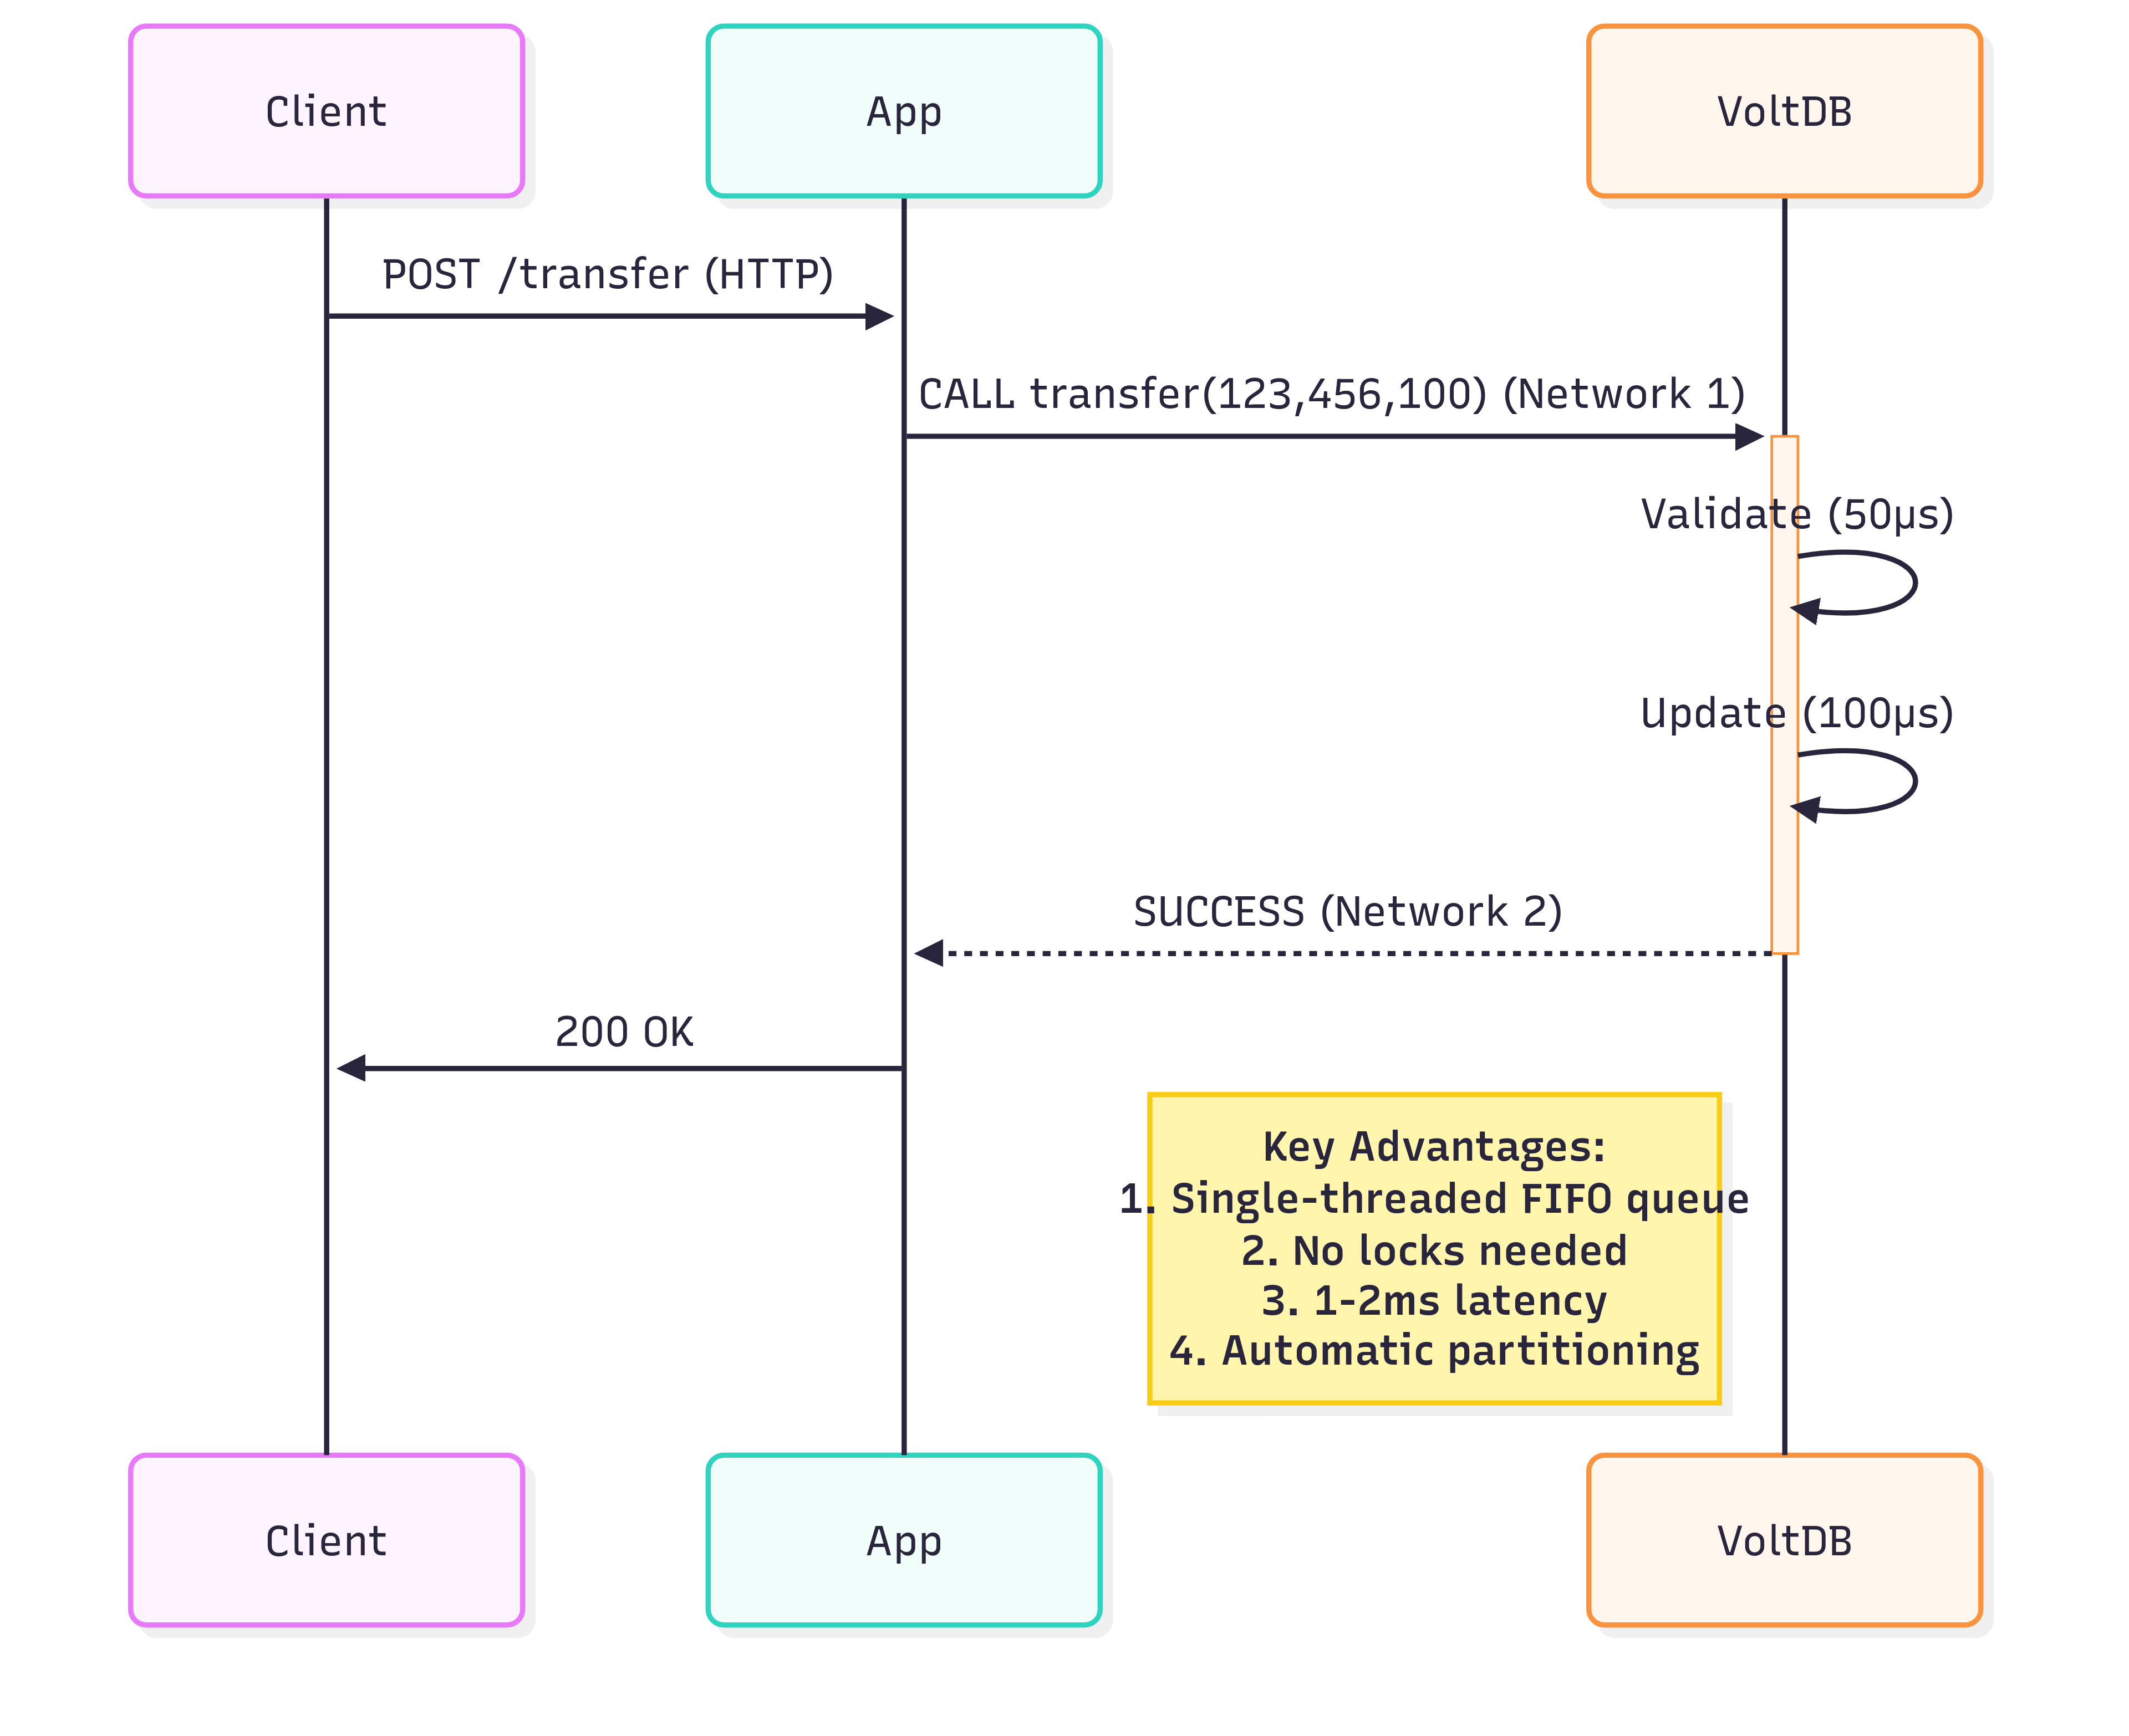 Client
App
VoltDB
POST /transfer (HTTP)
CALL transfer(123,456,100) (Network 1)
Validate (50µs)
Update (100µs)
SUCCESS (Network 2)
200 OK
Key Advantages:
1. Single-threaded FIFO queue
2. No locks needed
3. 1-2ms latency
4. Automatic partitioning
Client
App
VoltDB